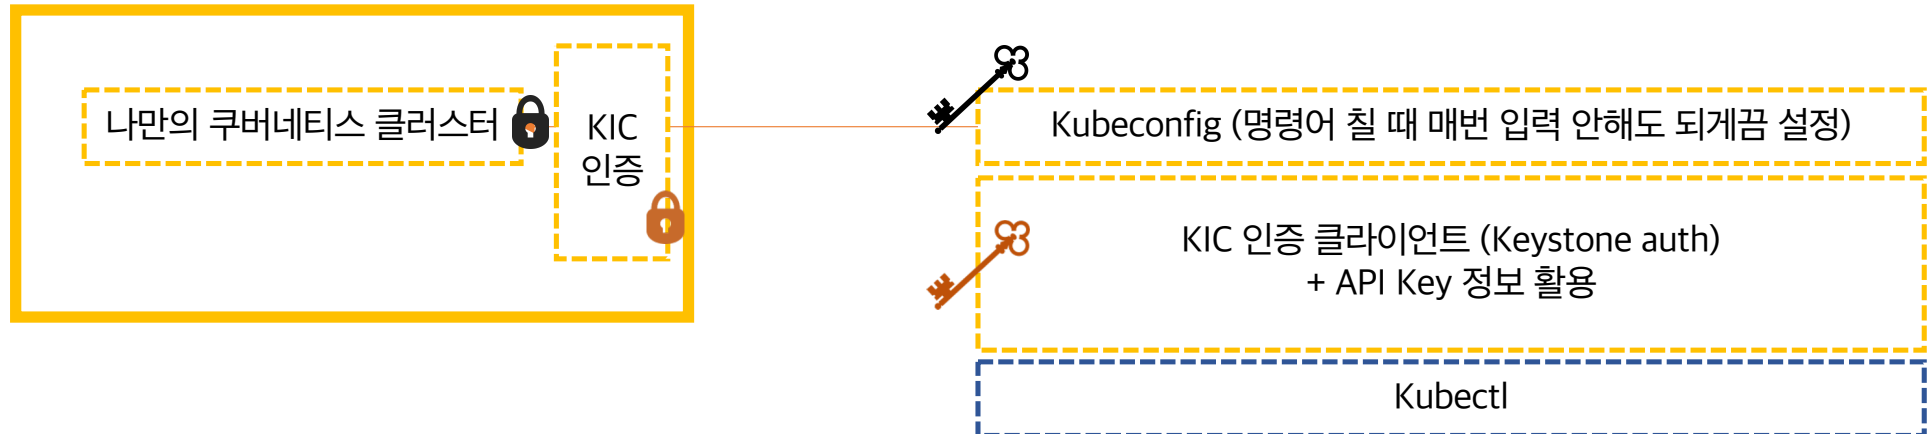 나만의 쿠버네티스 클러스터
KIC
인증
Kubeconfig (명령어 칠 때 매번 입력 안해도 되게끔 설정)
KIC 인증 클라이언트 (Keystone auth)
+ API Key 정보 활용
Kubectl